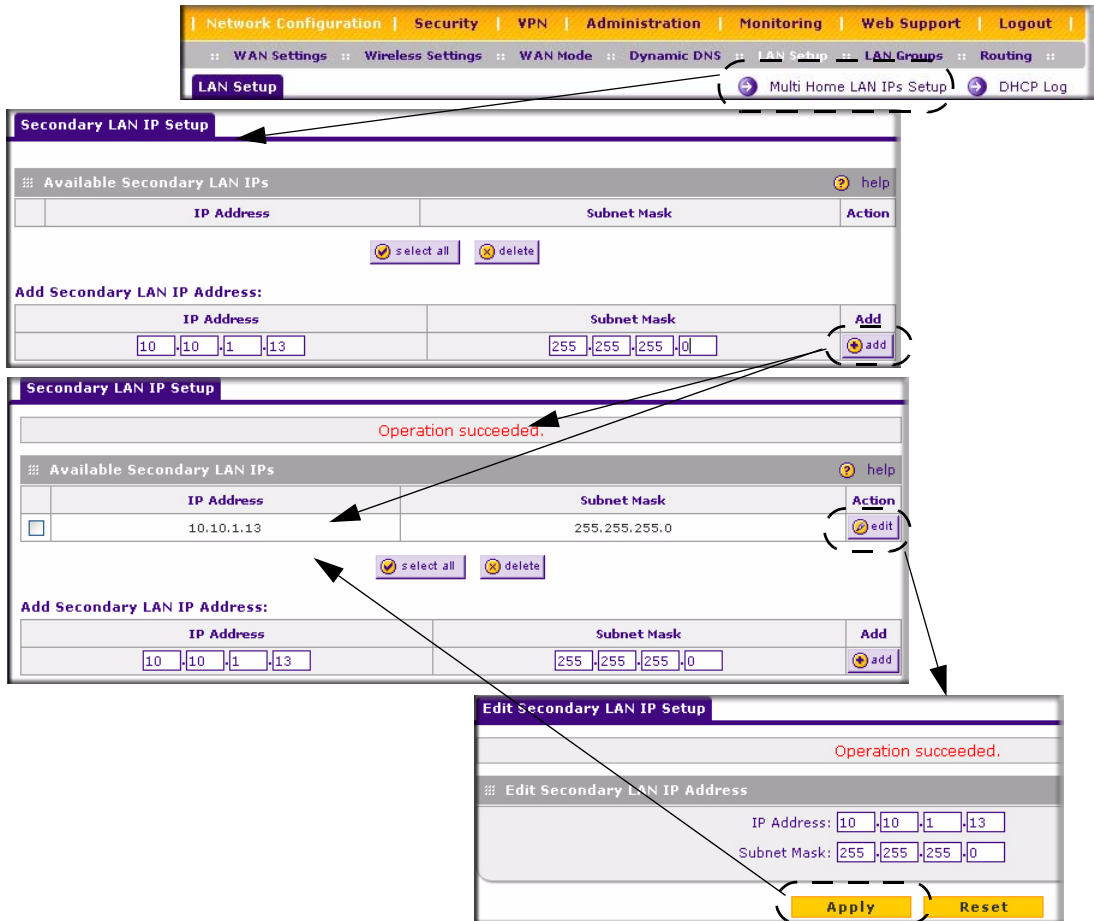 | Network Configuration | Security | VPN | Administration | Monitoring | Web Support | Logout |
:: WAN Settings :: Wireless Settings :: WAN Mode :: Dynamic DNS :: LAN Setup :: LAN Groups :: Routing ::
LAN Setup Multi Home LAN IPs Setup DHCP Log
Secondary LAN IP Setup
Available Secondary LAN IPs help
IP Address Subnet Mask Action
select all delete
Add Secondary LAN IP Address:
IP Address Subnet Mask Add
10 . 10 . 1 . 13 255 . 255 . 255 . 0 add
Secondary LAN IP Setup
Operation succeeded.
Available Secondary LAN IPs help
IP Address Subnet Mask Action
10.10.1.13 255.255.255.0 edit
select all delete
Add Secondary LAN IP Address:
IP Address Subnet Mask Add
10 . 10 . 1 . 13 255 . 255 . 255 . 0 add
Edit Secondary LAN IP Setup
Operation succeeded.
Edit Secondary LAN IP Address
IP Address: 10 . 10 . 1 . 13
Subnet Mask: 255 . 255 . 255 . 0
Apply Reset